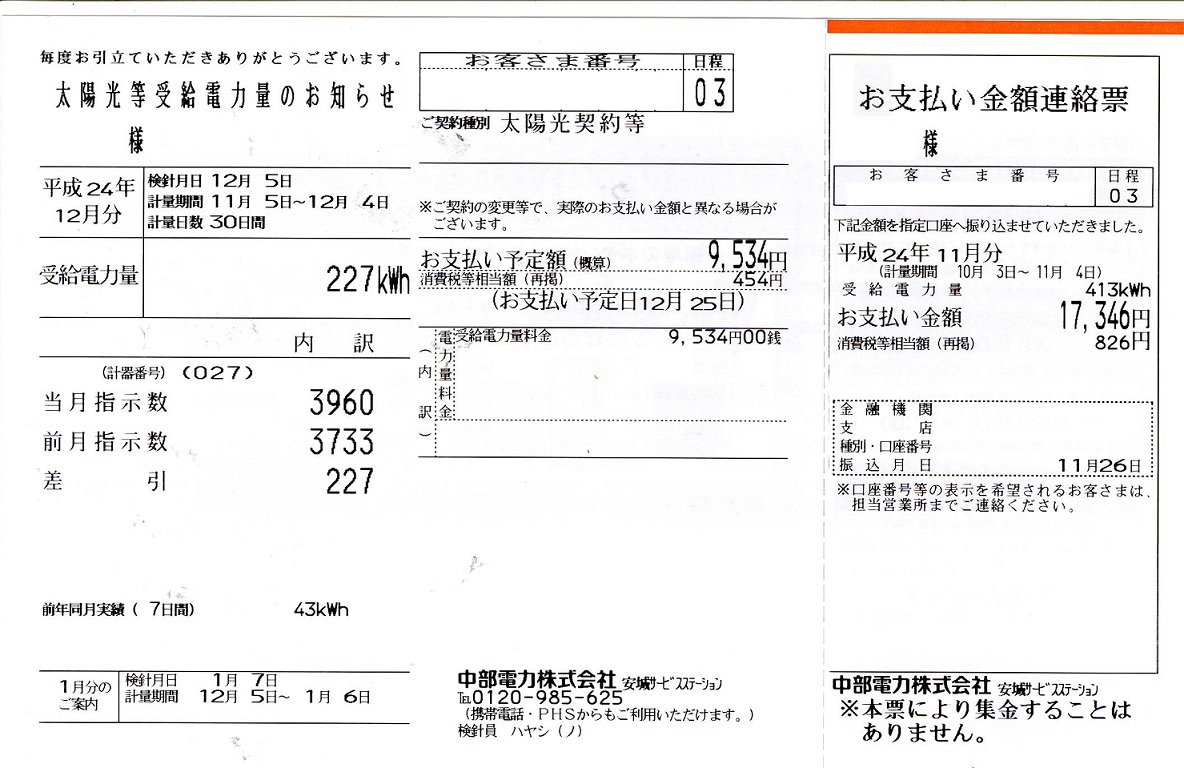 毎度お引立ていただきありがとうございます。
太陽光等受給電力量のお知らせ
様
平成24年
12月分
検針月日 12月 5日
計量期間 11月 5日~12月 4日
計量日数 30日間
受給電力量 227kWh
内 訳
(計器番号) (027)
当月指示数 3960
前月指示数 3733
差 引 227
前年同月実績( 7日間) 43kWh
1月分の
ご案内
検針月日 1月 7日
計量期間 12月 5日~ 1月 6日
お客さま番号 日程
03
ご契約種別 太陽光契約等
※ご契約の変更等で、実際のお支払い金額と異なる場合が
ございます。
お支払い予定額(概算) 9,534円
消費税等相当額(再掲) 454円
(お支払い予定日12月25日)
(内訳)
電力量料金
受給電力量料金 9,534円00銭
中部電力株式会社 安城サービスステーション
℡0120-985-625
(携帯電話・PHSからもご利用いただけます。)
検針員 ハヤシ(ノ)
お支払い金額連絡票
様
お客さま番号 日程
03
下記金額を指定口座へ振り込ませていただきました。
平成24年11月分
(計量期間 10月 3日~11月 4日)
受給電力量 413kWh
お支払い金額 17,346円
消費税等相当額(再掲) 826円
金融機関
支店
種別・口座番号
振込月日 11月26日
※口座番号等の表示を希望されるお客さまは、
担当営業所までご連絡ください。
中部電力株式会社 安城サービスステーション
※本票により集金することは
ありません。